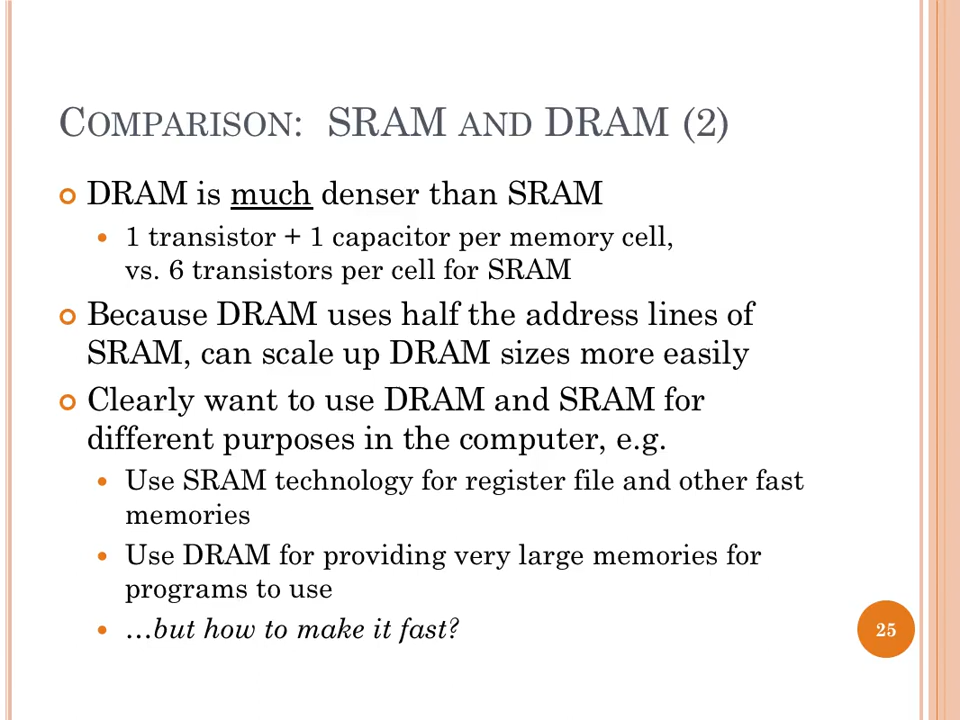 COMPARISON: SRAM AND DRAM (2)
DRAM is much denser than SRAM
1 transistor + 1 capacitor per memory cell,
vs. 6 transistors per cell for SRAM
Because DRAM uses half the address lines of
SRAM, can scale up DRAM sizes more easily
Clearly want to use DRAM and SRAM for
different purposes in the computer, e.g.
Use SRAM technology for register file and other fast
memories
Use DRAM for providing very large memories for
programs to use
…but how to make it fast?
25